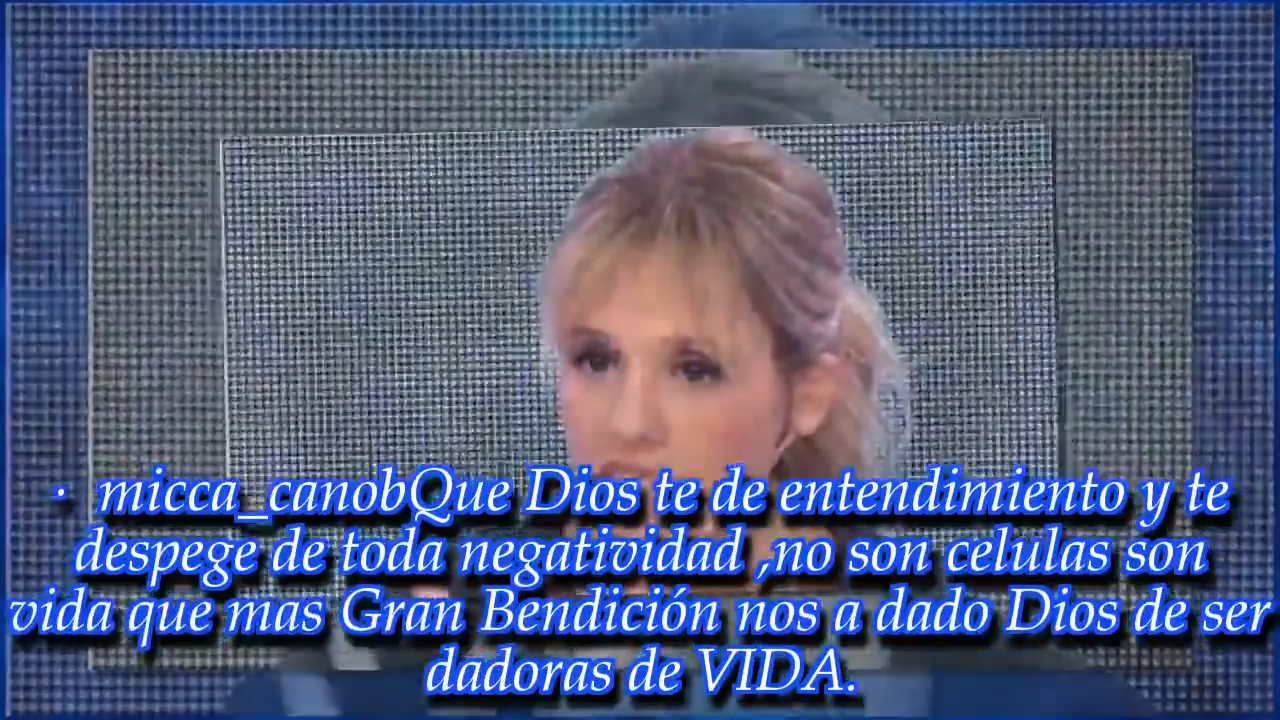 · micca_canobQue Dios te de entendimiento y te
despege de toda negatividad ,no son celulas son
vida que mas Gran Bendición nos a dado Dios de ser
dadoras de VIDA.